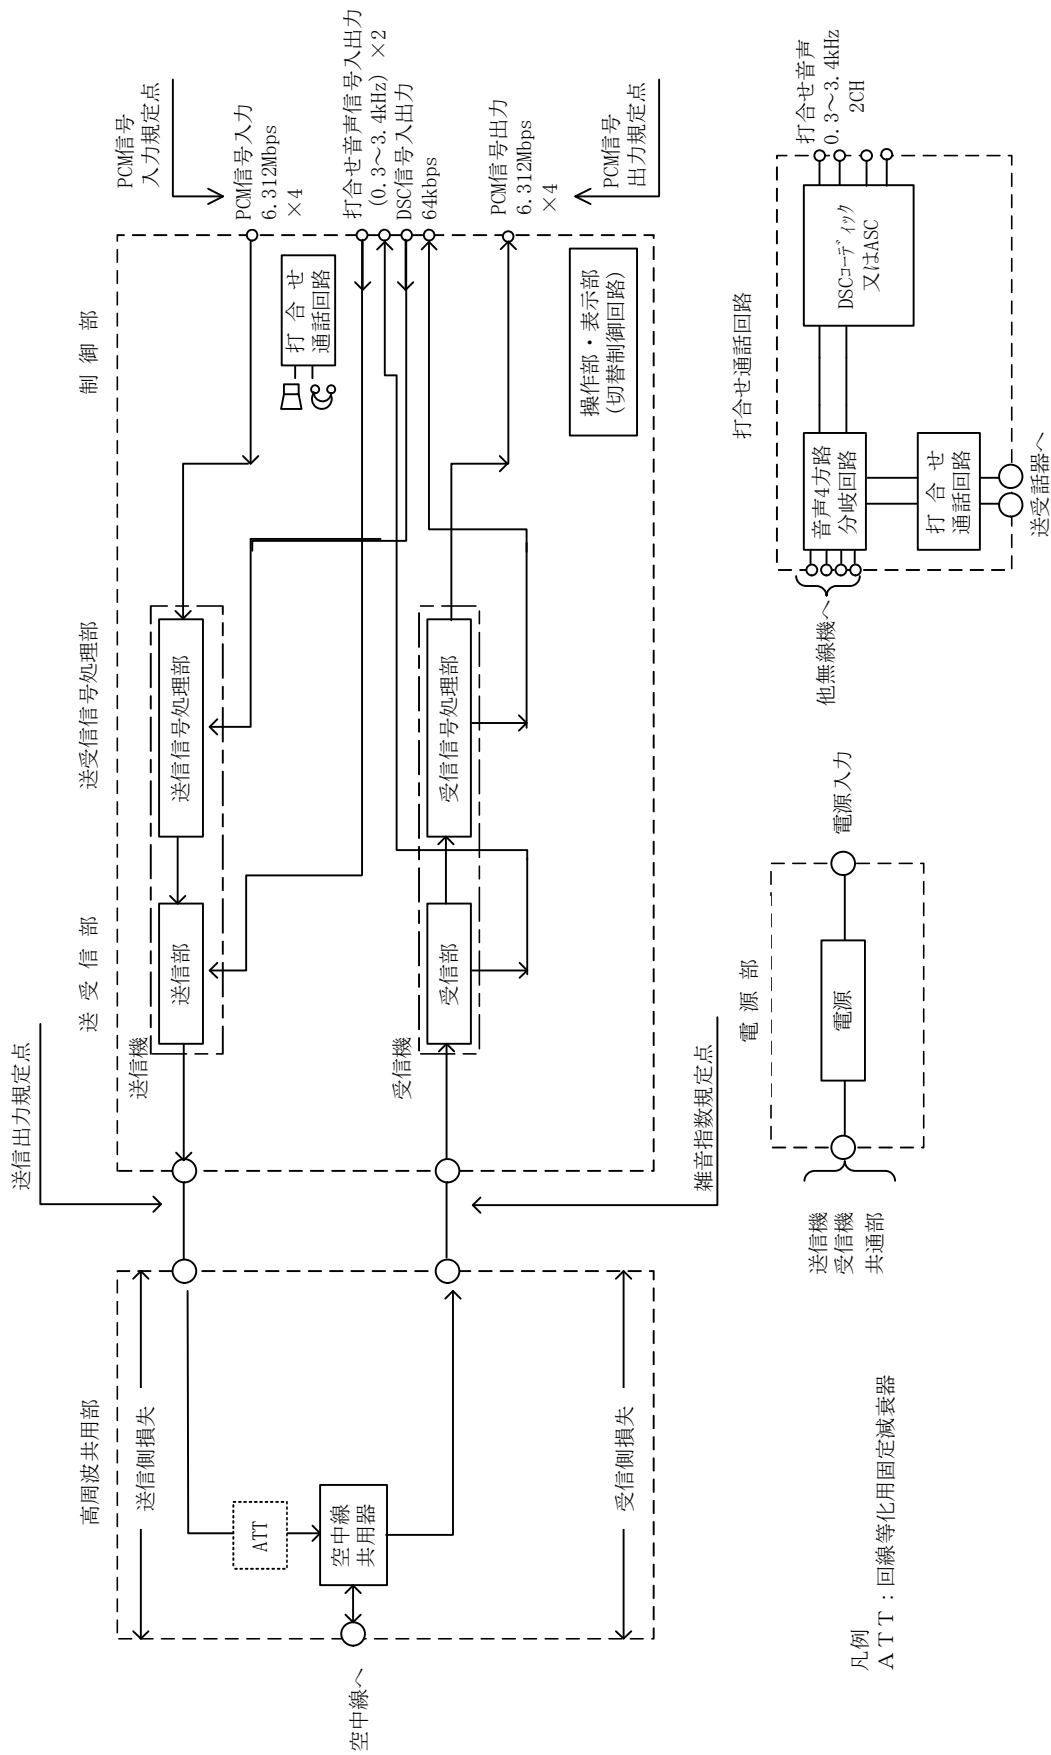 高周波共用部
送信側損失
ATT
空中線
共用器
空中線へ
受信側損失
送信出力規定点
雑音指数規定点
送 受 信 部
送受信信号処理部
制 御 部
送信機
送信部
送信信号処理部
受信機
受信部
受信信号処理部
打 合 せ
通話回路
操作部・表示部
(切替制御回路)
PCM信号
入力規定点
PCM信号入力
6.312Mbps
×4
打合せ音声信号入出力
(0.3～3.4kHz) ×2
DSC信号入出力
64kbps
PCM信号出力
6.312Mbps
×4
PCM信号
出力規定点
凡例
ＡＴＴ：回線等化用固定減衰器
電 源 部
送信機
受信機
共通部
電源
電源入力
打合せ通話回路
他無線機へ
音声4方路
分岐回路
打 合 せ
通話回路
送受話器へ
DSCコーディック
又はASC
打合せ音声
0.3～3.4kHz
2CH